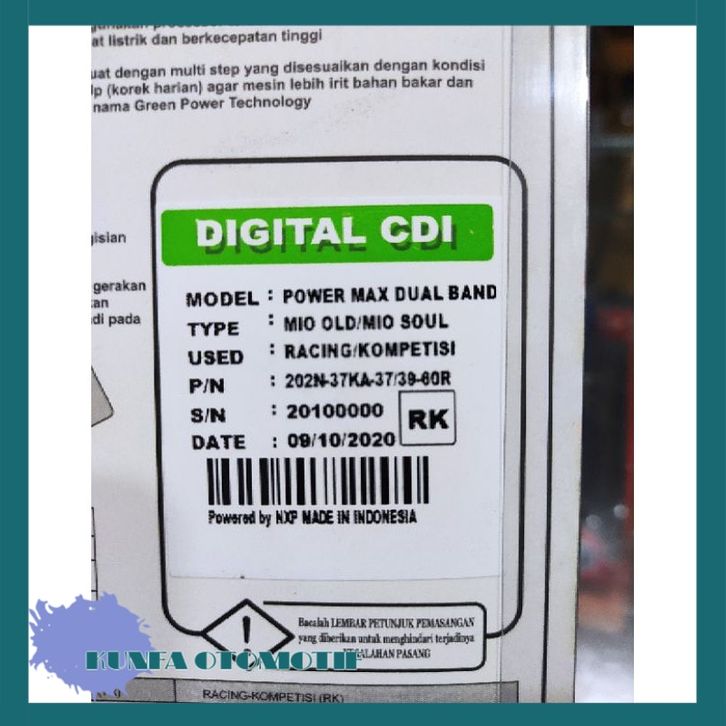 at listrik dan berkecepatan tinggi
uat dengan multi step yang disesuaikan dengan kondisi
(korek harian) agar mesin lebih irit bahan bakar dan
nama Green Power Technology
gisian
gerakan
di pada
DIGITAL CDI
MODEL : POWER MAX DUAL BAND
TYPE : MIO OLD/MIO SOUL
USED : RACING/KOMPETISI
P/N : 202N-37KA-37/39-60R
S/N : 20100000
RK
DATE : 09/10/2020
Powered by NXP MADE IN INDONESIA
Bacalah LEMBAR PETUNJUK PEMASANGAN
yang diberikan untuk menghindari terjadinya
KESALAHAN PASANG
KUNFA OTOMOTIF
RACING-KOMPETISI (RK)